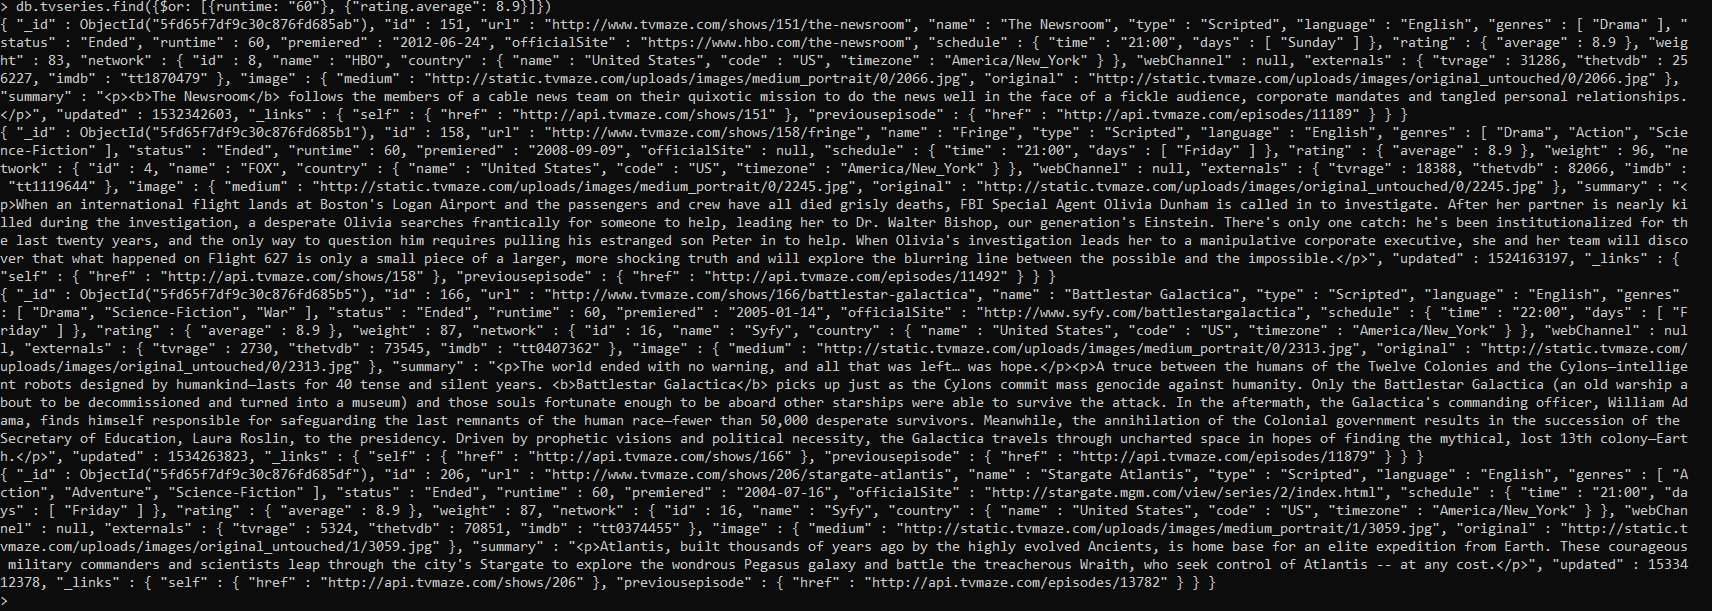 > db.tvseries.find({$or: [{runtime: "60"}, {"rating.average": 8.9}]})
{ "_id" : ObjectId("5fd65f7df9c30c876fd685ab"), "id" : 151, "url" : "http://www.tvmaze.com/shows/151/the-newsroom", "name" : "The Newsroom", "type" : "Scripted", "language" : "English", "genres" : [ "Drama" ], "
status" : "Ended", "runtime" : 60, "premiered" : "2012-06-24", "officialSite" : "https://www.hbo.com/the-newsroom", "schedule" : { "time" : "21:00", "days" : [ "Sunday" ] }, "rating" : { "average" : 8.9 }, "weig
ht" : 83, "network" : { "id" : 8, "name" : "HBO", "country" : { "name" : "United States", "code" : "US", "timezone" : "America/New_York" } }, "webChannel" : null, "externals" : { "tvrage" : 31286, "thetvdb" : 25
6227, "imdb" : "tt1870479" }, "image" : { "medium" : "http://static.tvmaze.com/uploads/images/medium_portrait/0/2066.jpg", "original" : "http://static.tvmaze.com/uploads/images/original_untouched/0/2066.jpg" },
"summary" : "<p><b>The Newsroom</b> follows the members of a cable news team on their quixotic mission to do the news well in the face of a fickle audience, corporate mandates and tangled personal relationships.
</p>", "updated" : 1532342603, "_links" : { "self" : { "href" : "http://api.tvmaze.com/shows/151" }, "previousepisode" : { "href" : "http://api.tvmaze.com/episodes/11189" } } }
{ "_id" : ObjectId("5fd65f7df9c30c876fd685b1"), "id" : 158, "url" : "http://www.tvmaze.com/shows/158/fringe", "name" : "Fringe", "type" : "Scripted", "language" : "English", "genres" : [ "Drama", "Action", "Scie
nce-Fiction" ], "status" : "Ended", "runtime" : 60, "premiered" : "2008-09-09", "officialSite" : null, "schedule" : { "time" : "21:00", "days" : [ "Friday" ] }, "rating" : { "average" : 8.9 }, "weight" : 96, "ne
twork" : { "id" : 4, "name" : "FOX", "country" : { "name" : "United States", "code" : "US", "timezone" : "America/New_York" } }, "webChannel" : null, "externals" : { "tvrage" : 18388, "thetvdb" : 82066, "imdb" :
 "tt1119644" }, "image" : { "medium" : "http://static.tvmaze.com/uploads/images/medium_portrait/0/2245.jpg", "original" : "http://static.tvmaze.com/uploads/images/original_untouched/0/2245.jpg" }, "summary" : "<
p>When an international flight lands at Boston's Logan Airport and the passengers and crew have all died grisly deaths, FBI Special Agent Olivia Dunham is called in to investigate. After her partner is nearly ki
lled during the investigation, a desperate Olivia searches frantically for someone to help, leading her to Dr. Walter Bishop, our generation's Einstein. There's only one catch: he's been institutionalized for th
e last twenty years, and the only way to question him requires pulling his estranged son Peter in to help. When Olivia's investigation leads her to a manipulative corporate executive, she and her team will disco
ver that what happened on Flight 627 is only a small piece of a larger, more shocking truth and will explore the blurring line between the possible and the impossible.</p>", "updated" : 1524163197, "_links" : {
"self" : { "href" : "http://api.tvmaze.com/shows/158" }, "previousepisode" : { "href" : "http://api.tvmaze.com/episodes/11492" } } }
{ "_id" : ObjectId("5fd65f7df9c30c876fd685b5"), "id" : 166, "url" : "http://www.tvmaze.com/shows/166/battlestar-galactica", "name" : "Battlestar Galactica", "type" : "Scripted", "language" : "English", "genres"
: [ "Drama", "Science-Fiction", "War" ], "status" : "Ended", "runtime" : 60, "premiered" : "2005-01-14", "officialSite" : "http://www.syfy.com/battlestargalactica", "schedule" : { "time" : "22:00", "days" : [ "F
riday" ] }, "rating" : { "average" : 8.9 }, "weight" : 87, "network" : { "id" : 16, "name" : "Syfy", "country" : { "name" : "United States", "code" : "US", "timezone" : "America/New_York" } }, "webChannel" : nul
l, "externals" : { "tvrage" : 2730, "thetvdb" : 73545, "imdb" : "tt0407362" }, "image" : { "medium" : "http://static.tvmaze.com/uploads/images/medium_portrait/0/2313.jpg", "original" : "http://static.tvmaze.com/
uploads/images/original_untouched/0/2313.jpg" }, "summary" : "<p>The world ended with no warning, and all that was left… was hope.</p><p>A truce between the humans of the Twelve Colonies and the Cylons—intellige
nt robots designed by humankind—lasts for 40 tense and silent years. <b>Battlestar Galactica</b> picks up just as the Cylons commit mass genocide against humanity. Only the Battlestar Galactica (an old warship a
bout to be decommissioned and turned into a museum) and those souls fortunate enough to be aboard other starships were able to survive the attack. In the aftermath, the Galactica's commanding officer, William Ad
ama, finds himself responsible for safeguarding the last remnants of the human race—fewer than 50,000 desperate survivors. Meanwhile, the annihilation of the Colonial government results in the succession of the
Secretary of Education, Laura Roslin, to the presidency. Driven by prophetic visions and political necessity, the Galactica travels through uncharted space in hopes of finding the mythical, lost 13th colony—Eart
h.</p>", "updated" : 1534263823, "_links" : { "self" : { "href" : "http://api.tvmaze.com/shows/166" }, "previousepisode" : { "href" : "http://api.tvmaze.com/episodes/11879" } } }
{ "_id" : ObjectId("5fd65f7df9c30c876fd685df"), "id" : 206, "url" : "http://www.tvmaze.com/shows/206/stargate-atlantis", "name" : "Stargate Atlantis", "type" : "Scripted", "language" : "English", "genres" : [ "A
ction", "Adventure", "Science-Fiction" ], "status" : "Ended", "runtime" : 60, "premiered" : "2004-07-16", "officialSite" : "http://stargate.mgm.com/view/series/2/index.html", "schedule" : { "time" : "21:00", "da
ys" : [ "Friday" ] }, "rating" : { "average" : 8.9 }, "weight" : 87, "network" : { "id" : 16, "name" : "Syfy", "country" : { "name" : "United States", "code" : "US", "timezone" : "America/New_York" } }, "webChan
nel" : null, "externals" : { "tvrage" : 5324, "thetvdb" : 70851, "imdb" : "tt0374455" }, "image" : { "medium" : "http://static.tvmaze.com/uploads/images/medium_portrait/1/3059.jpg", "original" : "http://static.t
vmaze.com/uploads/images/original_untouched/1/3059.jpg" }, "summary" : "<p>Atlantis, built thousands of years ago by the highly evolved Ancients, is home base for an elite expedition from Earth. These courageous
 military commanders and scientists leap through the city's Stargate to explore the wondrous Pegasus galaxy and battle the treacherous Wraith, who seek control of Atlantis -- at any cost.</p>", "updated" : 15334
12378, "_links" : { "self" : { "href" : "http://api.tvmaze.com/shows/206" }, "previousepisode" : { "href" : "http://api.tvmaze.com/episodes/13782" } } }
>